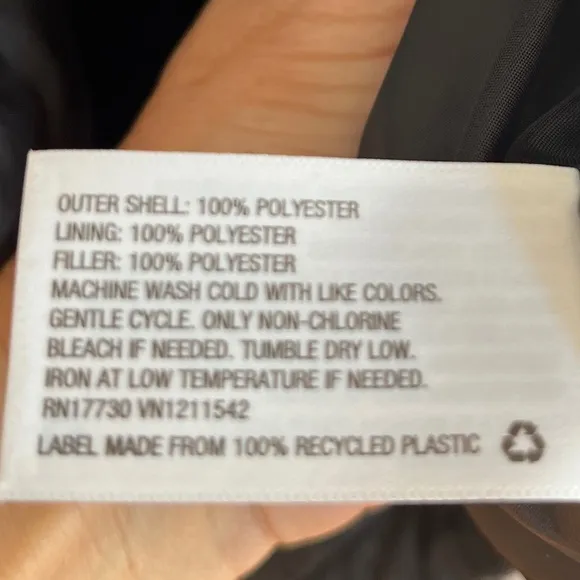 OUTER SHELL: 100% POLYESTER
LINING: 100% POLYESTER
FILLER: 100% POLYESTER
MACHINE WASH COLD WITH LIKE COLORS.
GENTLE CYCLE. ONLY NON-CHLORINE
BLEACH IF NEEDED. TUMBLE DRY LOW.
IRON AT LOW TEMPERATURE IF NEEDED.
RN17730 VN1211542
LABEL MADE FROM 100% RECYCLED PLASTIC